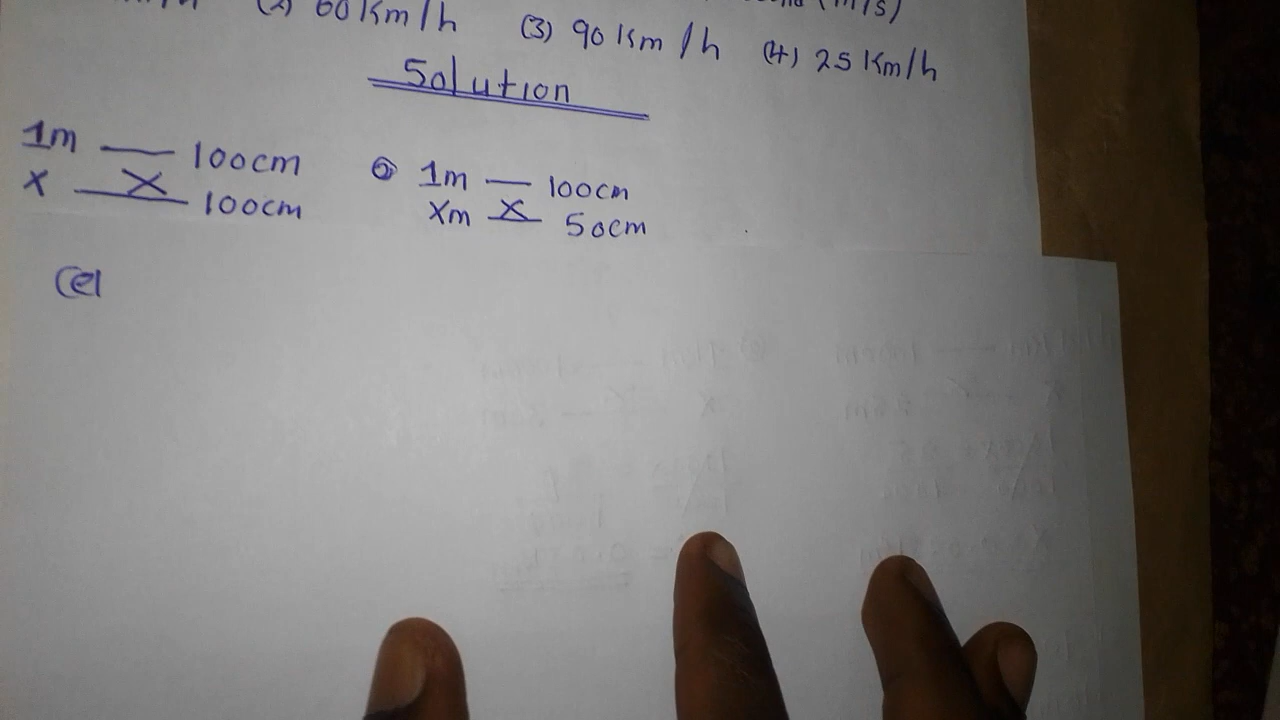 (2) 60 Km/h (3) 90 Km/h (4) 25 Km/h (m/s)
Solution
1m — 100cm 1m — 100cm
X X 100cm Xm X 50cm
(e)